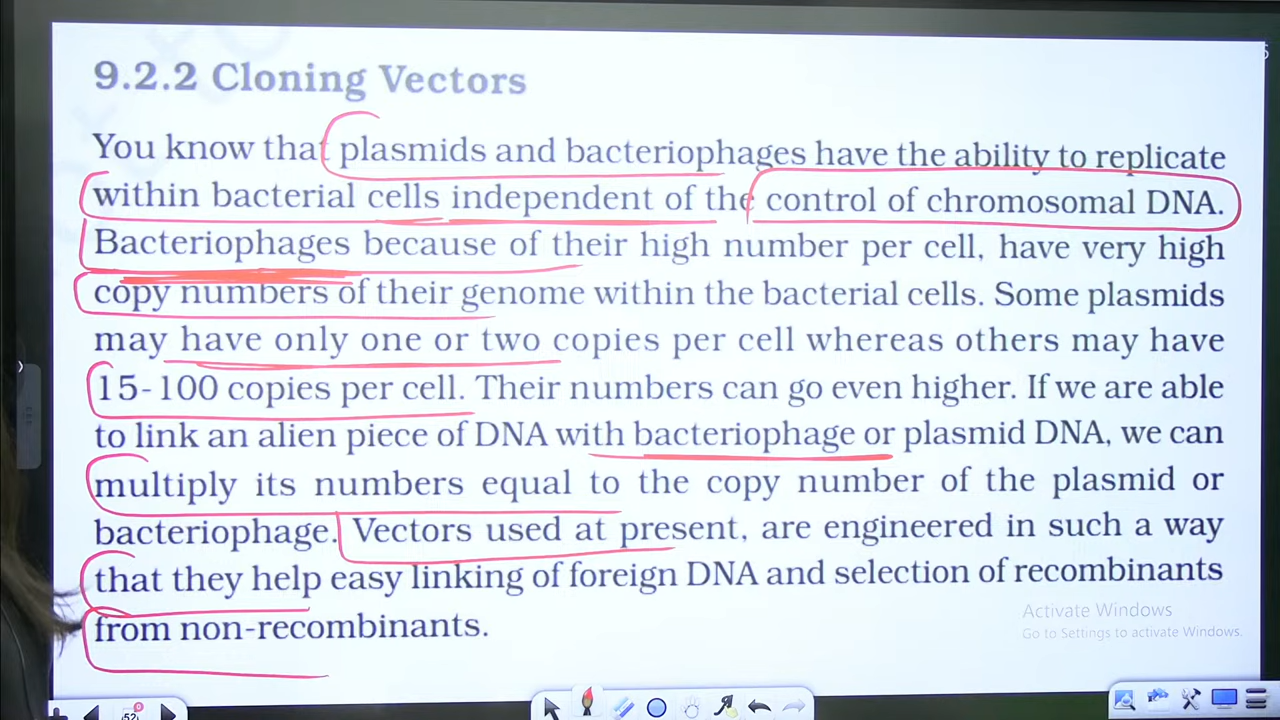 9.2.2 Cloning Vectors
You know that plasmids and bacteriophages have the ability to replicate
within bacterial cells independent of the control of chromosomal DNA.
Bacteriophages because of their high number per cell, have very high
copy numbers of their genome within the bacterial cells. Some plasmids
may have only one or two copies per cell whereas others may have
15-100 copies per cell. Their numbers can go even higher. If we are able
to link an alien piece of DNA with bacteriophage or plasmid DNA, we can
multiply its numbers equal to the copy number of the plasmid or
bacteriophage. Vectors used at present, are engineered in such a way
that they help easy linking of foreign DNA and selection of recombinants
from non-recombinants.
Activate Windows
Go to Settings to activate Windows.
52